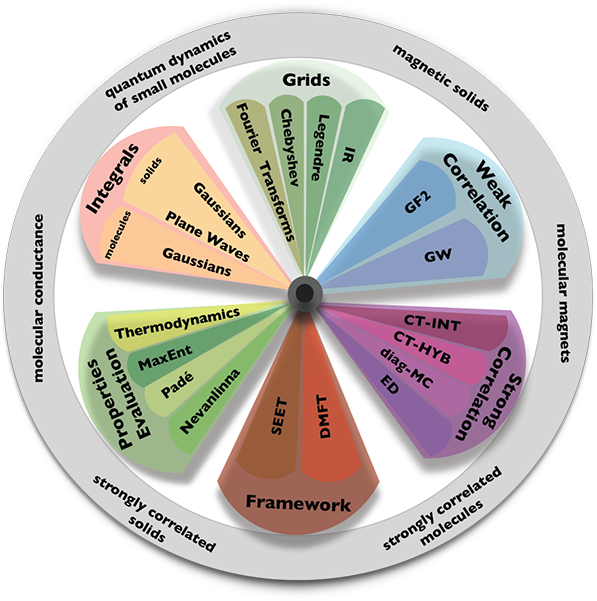 quantum dynamics
of small molecules
magnetic solids
molecular magnets
strongly correlated
molecules
strongly correlated
solids
molecular conductance
Grids
Fourier Transforms
Chebyshev
Legendre
IR
Weak
Correlation
GF2
GW
Strong
Correlation
CT-INT
CT-HYB
diag-MC
ED
Framework
SEET
DMFT
Properties
Evaluation
Thermodynamics
MaxEnt
Padé
Nevanlinna
Integrals
solids
molecules
Gaussians
Plane Waves
Gaussians